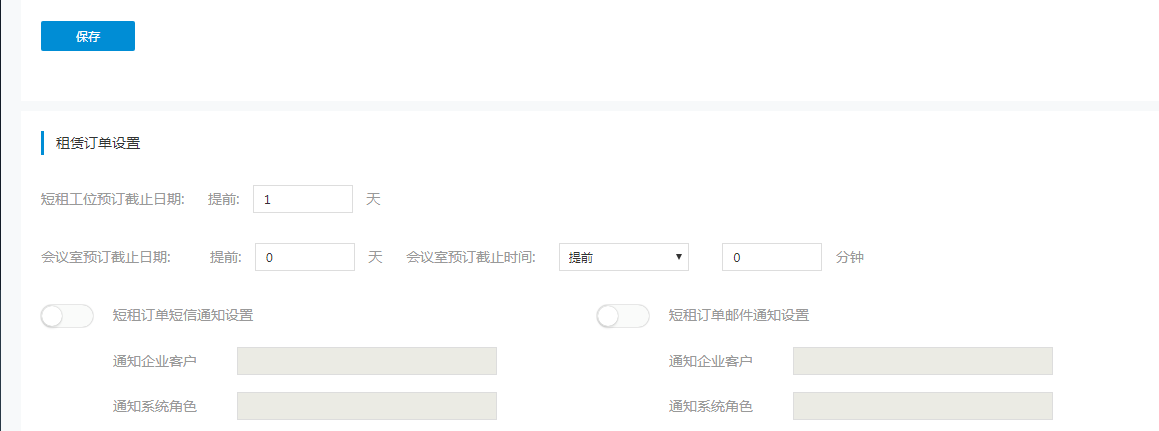 保存
租赁订单设置
短租工位预订截止日期: 提前: 1 天
会议室预订截止日期: 提前: 0 天 会议室预订截止时间: 提前 0 分钟
短租订单短信通知设置 短租订单邮件通知设置
通知企业客户 通知企业客户
通知系统角色 通知系统角色